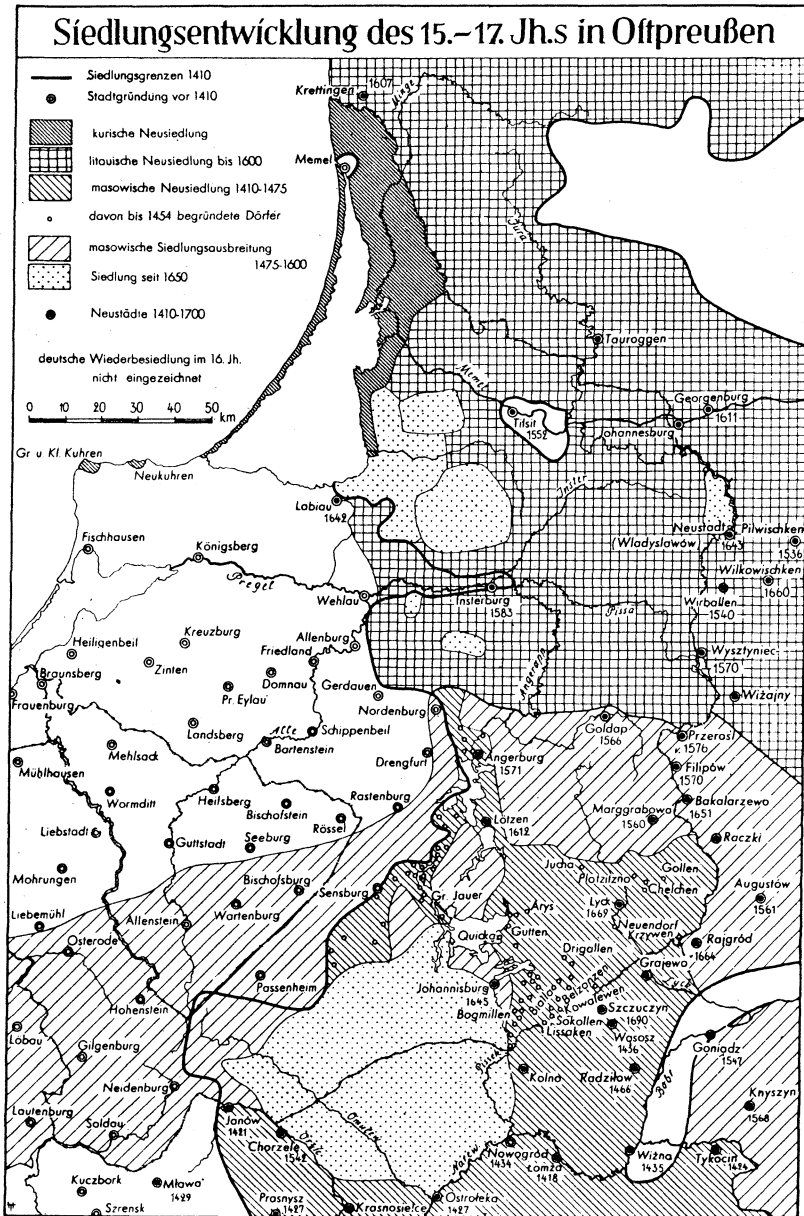 Siedlungsentwicklung des 15.-17. Jh.s in Oſtpreußen
Siedlungsgrenzen 1410
Stadtgründung vor 1410
kurische Neusiedlung
litauische Neusiedlung bis 1600
masowische Neusiedlung 1410-1475
davon bis 1454 begründete Dörfer
masowische Siedlungsausbreitung
1475-1600
Siedlung seit 1650
Neustädte 1410-1700
deutsche Wiederbesiedlung im 16. Jh.
nicht eingezeichnet
0 10 20 30 40 50 km
Krettingen 1607
Minge
Memel
Jura
Tauroggen
Memel
Tilsit
1552
Georgenburg
1611
Johannesburg
Gr u. Kl. Kuhren
Neukuhren
Labiau
1642
Inster
Neustadt
1643
(Wladyslawów)
Pilwischken
1536
Fischhausen
Königsberg
Pregel
Wehlau
Insterburg
1583
Pissa
Wilkowischken
1660
Wirballen
1540
Heiligenbeil
Kreuzburg
Zinten
Allenburg
Friedland
Domnau
Braunsberg
Frauenburg
Pr. Eylau
Gerdauen
Angerapp
Wysztyniec
1570
Wiżajny
Nordenburg
Landsberg
Alle
Schippenbeil
Bartenstein
Goldap
1566
Przerosl
1576
Mehlsack
Mühlhausen
Drengfurt
Angerburg
1571
Filipów
1570
Wormditt
Heilsberg
Bischofstein
Rastenburg
Rössel
Lötzen
1612
Marggrabowa
1560
Bakalarzewo
1651
Raczki
Liebstadt
Guttstadt
Seeburg
Mohrungen
Bischofsburg
Sensburg
Wartenburg
Jucha
Plotzitzno
Gollen
Chelchen
Gr. Jauer
Arys
Lyck
1669
Augustów
1561
Liebemühl
Allenstein
Osterode
Quicka
Gutten
Neuendorf
Krzywen
Rajgród
1664
Drigallen
Passenheim
Johannisburg
1645
Bialla
Belzonzen
Kowalewen
Grajewo
Lyck
Hohenstein
Bogmillen
Sokollen
Lissaken
Szczuczyn
1690
Wąsosz
1436
Löbau
Gilgenburg
Goniądz
1547
Pissek
Kolno
Radziłow
1466
Bobr
Neidenburg
Knyszyn
1568
Lautenburg
Soldau
Janów
1421
Chorzele
1542
Orzic
Omulew
Narew
Nowogród
1434
Łomża
1418
Wizna
1435
Tykocin
1424
Kuczbork
Mława
1429
Szrensk
Prasnysz
1427
Krasnosielce
Ostrołeka
1427